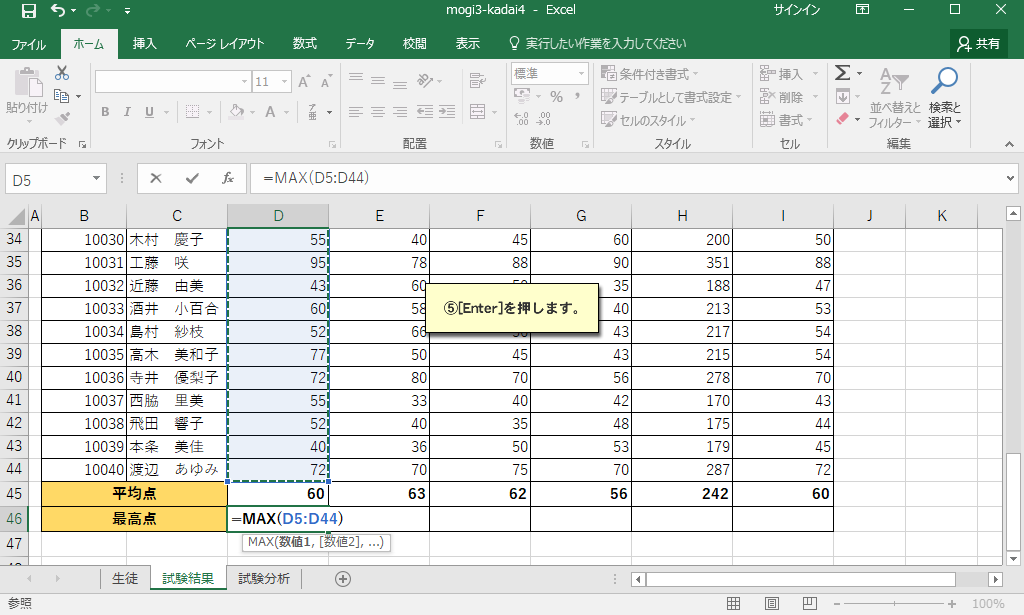 mogi3-kadai4 - Excel サインイン
ファイル ホーム 挿入 ページ レイアウト 数式 データ 校閲 表示 実行したい作業を入力してください 共有
貼り付け
クリップボード
11
B I U
フォント
配置
標準
% ,
数値
条件付き書式
テーブルとして書式設定
セルのスタイル
スタイル
挿入
削除
書式
セル
Σ
並べ替えと
フィルター
検索と
選択
編集
D5 fx =MAX(D5:D44)
A B C D E F G H I J K
34 10030 木村 慶子 55 40 45 60 200 50
35 10031 工藤 咲 95 78 88 90 351 88
36 10032 近藤 由美 43 60 35 188 47
37 10033 酒井 小百合 60 58 40 213 53
38 10034 島村 紗枝 52 66 43 217 54
39 10035 高木 美和子 77 50 45 43 215 54
40 10036 寺井 優梨子 72 80 70 56 278 70
41 10037 西脇 里美 55 33 40 42 170 43
42 10038 飛田 響子 52 40 35 48 175 44
43 10039 本条 美佳 40 36 50 53 179 45
44 10040 渡辺 あゆみ 72 70 75 70 287 72
45 平均点 60 63 62 56 242 60
46 最高点 =MAX(D5:D44)
47
⑤[Enter]を押します。
MAX(数値1, [数値2], ...)
生徒 試験結果 試験分析
参照 100%